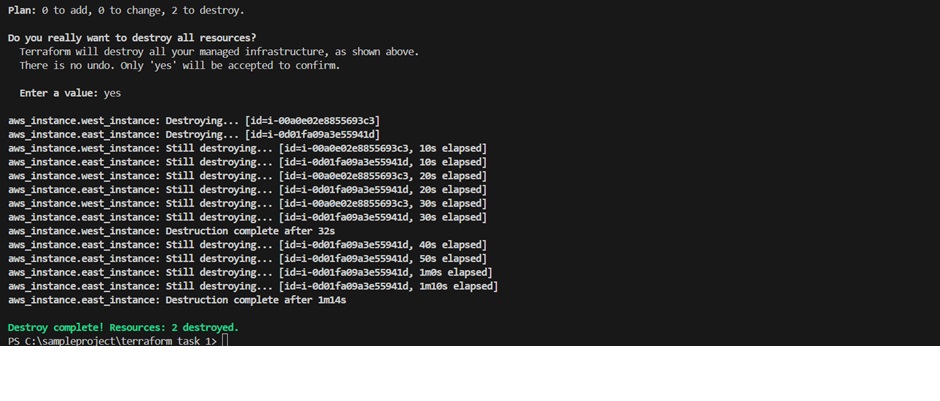 Plan: 0 to add, 0 to change, 2 to destroy.
Do you really want to destroy all resources?
Terraform will destroy all your managed infrastructure, as shown above.
There is no undo. Only 'yes' will be accepted to confirm.
Enter a value: yes
aws_instance.west_instance: Destroying... [id=i-00a0e02e8855693c3]
aws_instance.east_instance: Destroying... [id=i-0d01fa09a3e55941d]
aws_instance.west_instance: Still destroying... [id=i-00a0e02e8855693c3, 10s elapsed]
aws_instance.east_instance: Still destroying... [id=i-0d01fa09a3e55941d, 10s elapsed]
aws_instance.west_instance: Still destroying... [id=i-00a0e02e8855693c3, 20s elapsed]
aws_instance.east_instance: Still destroying... [id=i-0d01fa09a3e55941d, 20s elapsed]
aws_instance.west_instance: Still destroying... [id=i-00a0e02e8855693c3, 30s elapsed]
aws_instance.east_instance: Still destroying... [id=i-0d01fa09a3e55941d, 30s elapsed]
aws_instance.west_instance: Destruction complete after 32s
aws_instance.east_instance: Still destroying... [id=i-0d01fa09a3e55941d, 40s elapsed]
aws_instance.east_instance: Still destroying... [id=i-0d01fa09a3e55941d, 50s elapsed]
aws_instance.east_instance: Still destroying... [id=i-0d01fa09a3e55941d, 1m0s elapsed]
aws_instance.east_instance: Still destroying... [id=i-0d01fa09a3e55941d, 1m10s elapsed]
aws_instance.east_instance: Destruction complete after 1m14s
Destroy complete! Resources: 2 destroyed.
PS C:\sampleproject\terraform task 1>